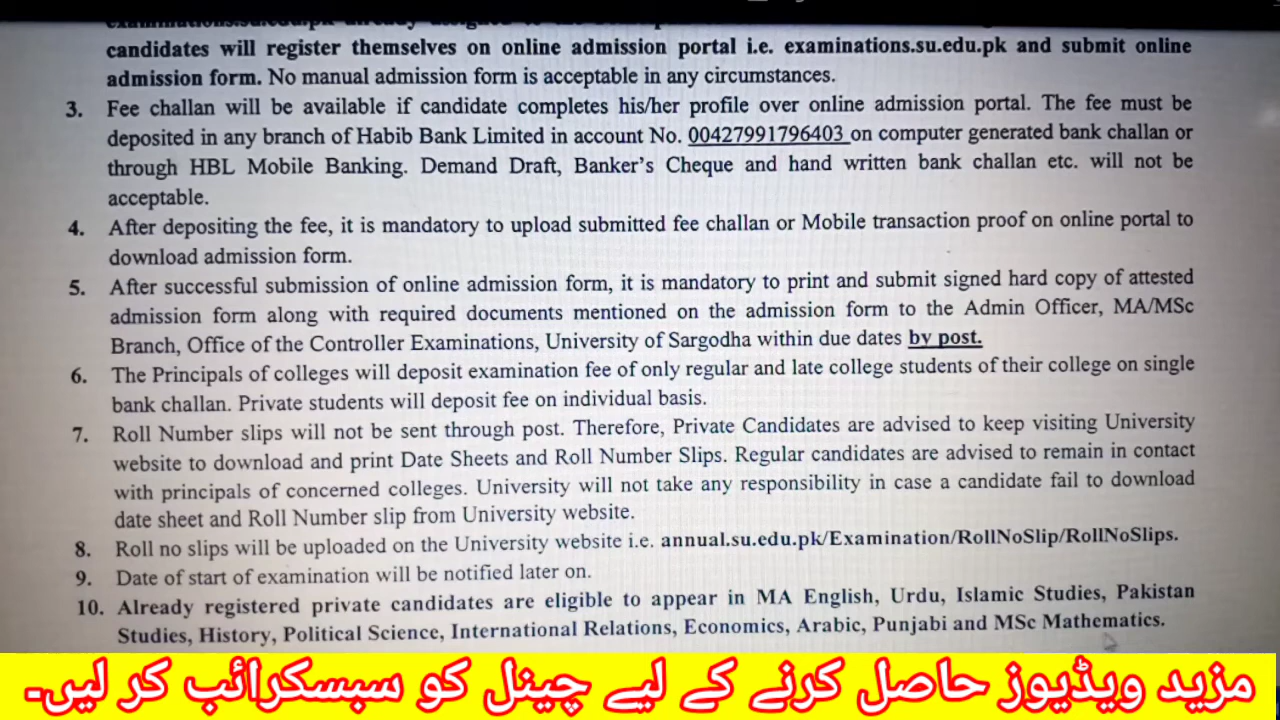 candidates will register themselves on online admission portal i.e. examinations.su.edu.pk and submit online
admission form. No manual admission form is acceptable in any circumstances.
3. Fee challan will be available if candidate completes his/her profile over online admission portal. The fee must be
deposited in any branch of Habib Bank Limited in account No. 00427991796403 on computer generated bank challan or
through HBL Mobile Banking. Demand Draft, Banker's Cheque and hand written bank challan etc. will not be
acceptable.
4. After depositing the fee, it is mandatory to upload submitted fee challan or Mobile transaction proof on online portal to
download admission form.
5. After successful submission of online admission form, it is mandatory to print and submit signed hard copy of attested
admission form along with required documents mentioned on the admission form to the Admin Officer, MA/MSc
Branch, Office of the Controller Examinations, University of Sargodha within due dates by post.
6. The Principals of colleges will deposit examination fee of only regular and late college students of their college on single
bank challan. Private students will deposit fee on individual basis.
7. Roll Number slips will not be sent through post. Therefore, Private Candidates are advised to keep visiting University
website to download and print Date Sheets and Roll Number Slips. Regular candidates are advised to remain in contact
with principals of concerned colleges. University will not take any responsibility in case a candidate fail to download
date sheet and Roll Number slip from University website.
8. Roll no slips will be uploaded on the University website i.e. annual.su.edu.pk/Examination/RollNoSlip/RollNoSlips.
9. Date of start of examination will be notified later on.
10. Already registered private candidates are eligible to appear in MA English, Urdu, Islamic Studies, Pakistan
Studies, History, Political Science, International Relations, Economics, Arabic, Punjabi and MSc Mathematics.
مزید ویڈیوز حاصل کرنے کے لیے چینل کو سبسکرائب کر لیں۔